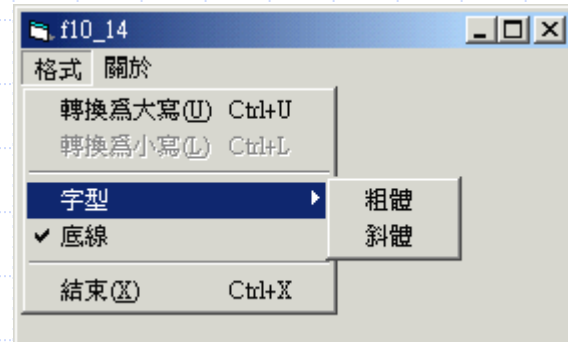 f10_14
格式 關於
轉換為大寫(U) Ctrl+U
轉換為小寫(L) Ctrl+L
字型
粗體
底線
斜體
結束(X) Ctrl+X